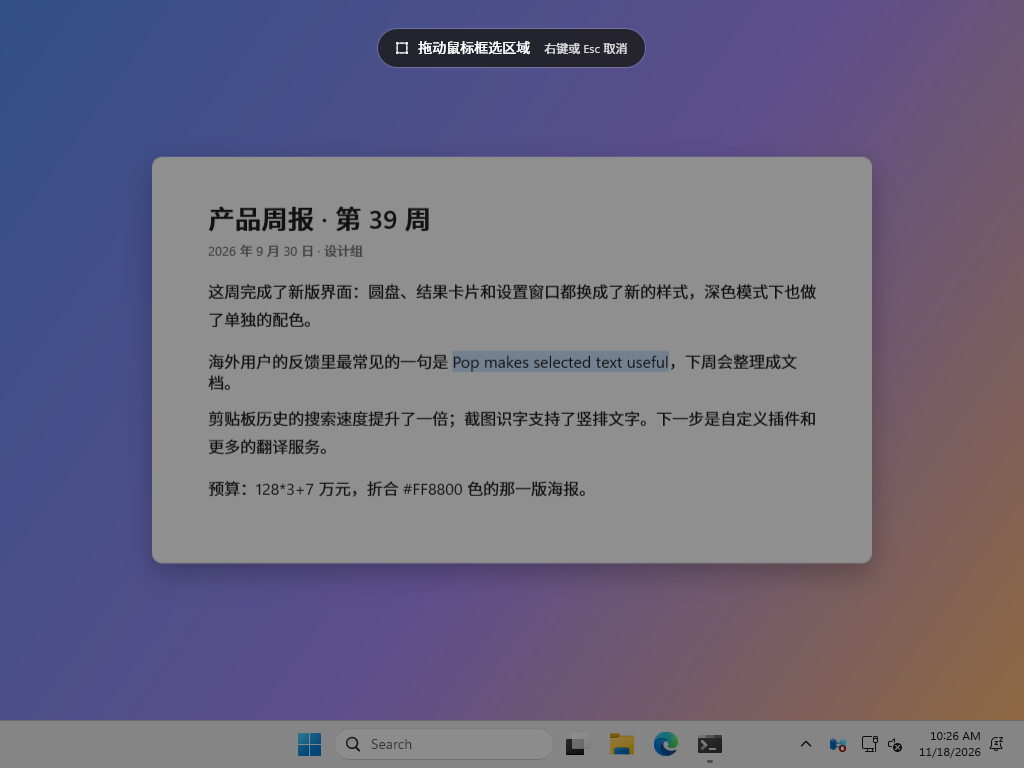 拖动鼠标框选区域 右键或 Esc 取消
产品周报 · 第 39 周
2026 年 9 月 30 日 · 设计组
这周完成了新版界面：圆盘、结果卡片和设置窗口都换成了新的样式，深色模式下也做
了单独的配色。
海外用户的反馈里最常见的一句是 Pop makes selected text useful，下周会整理成文
档。
剪贴板历史的搜索速度提升了一倍；截图识字支持了竖排文字。下一步是自定义插件和
更多的翻译服务。
预算：128*3+7 万元，折合 #FF8800 色的那一版海报。
Search
10:26 AM
11/18/2026